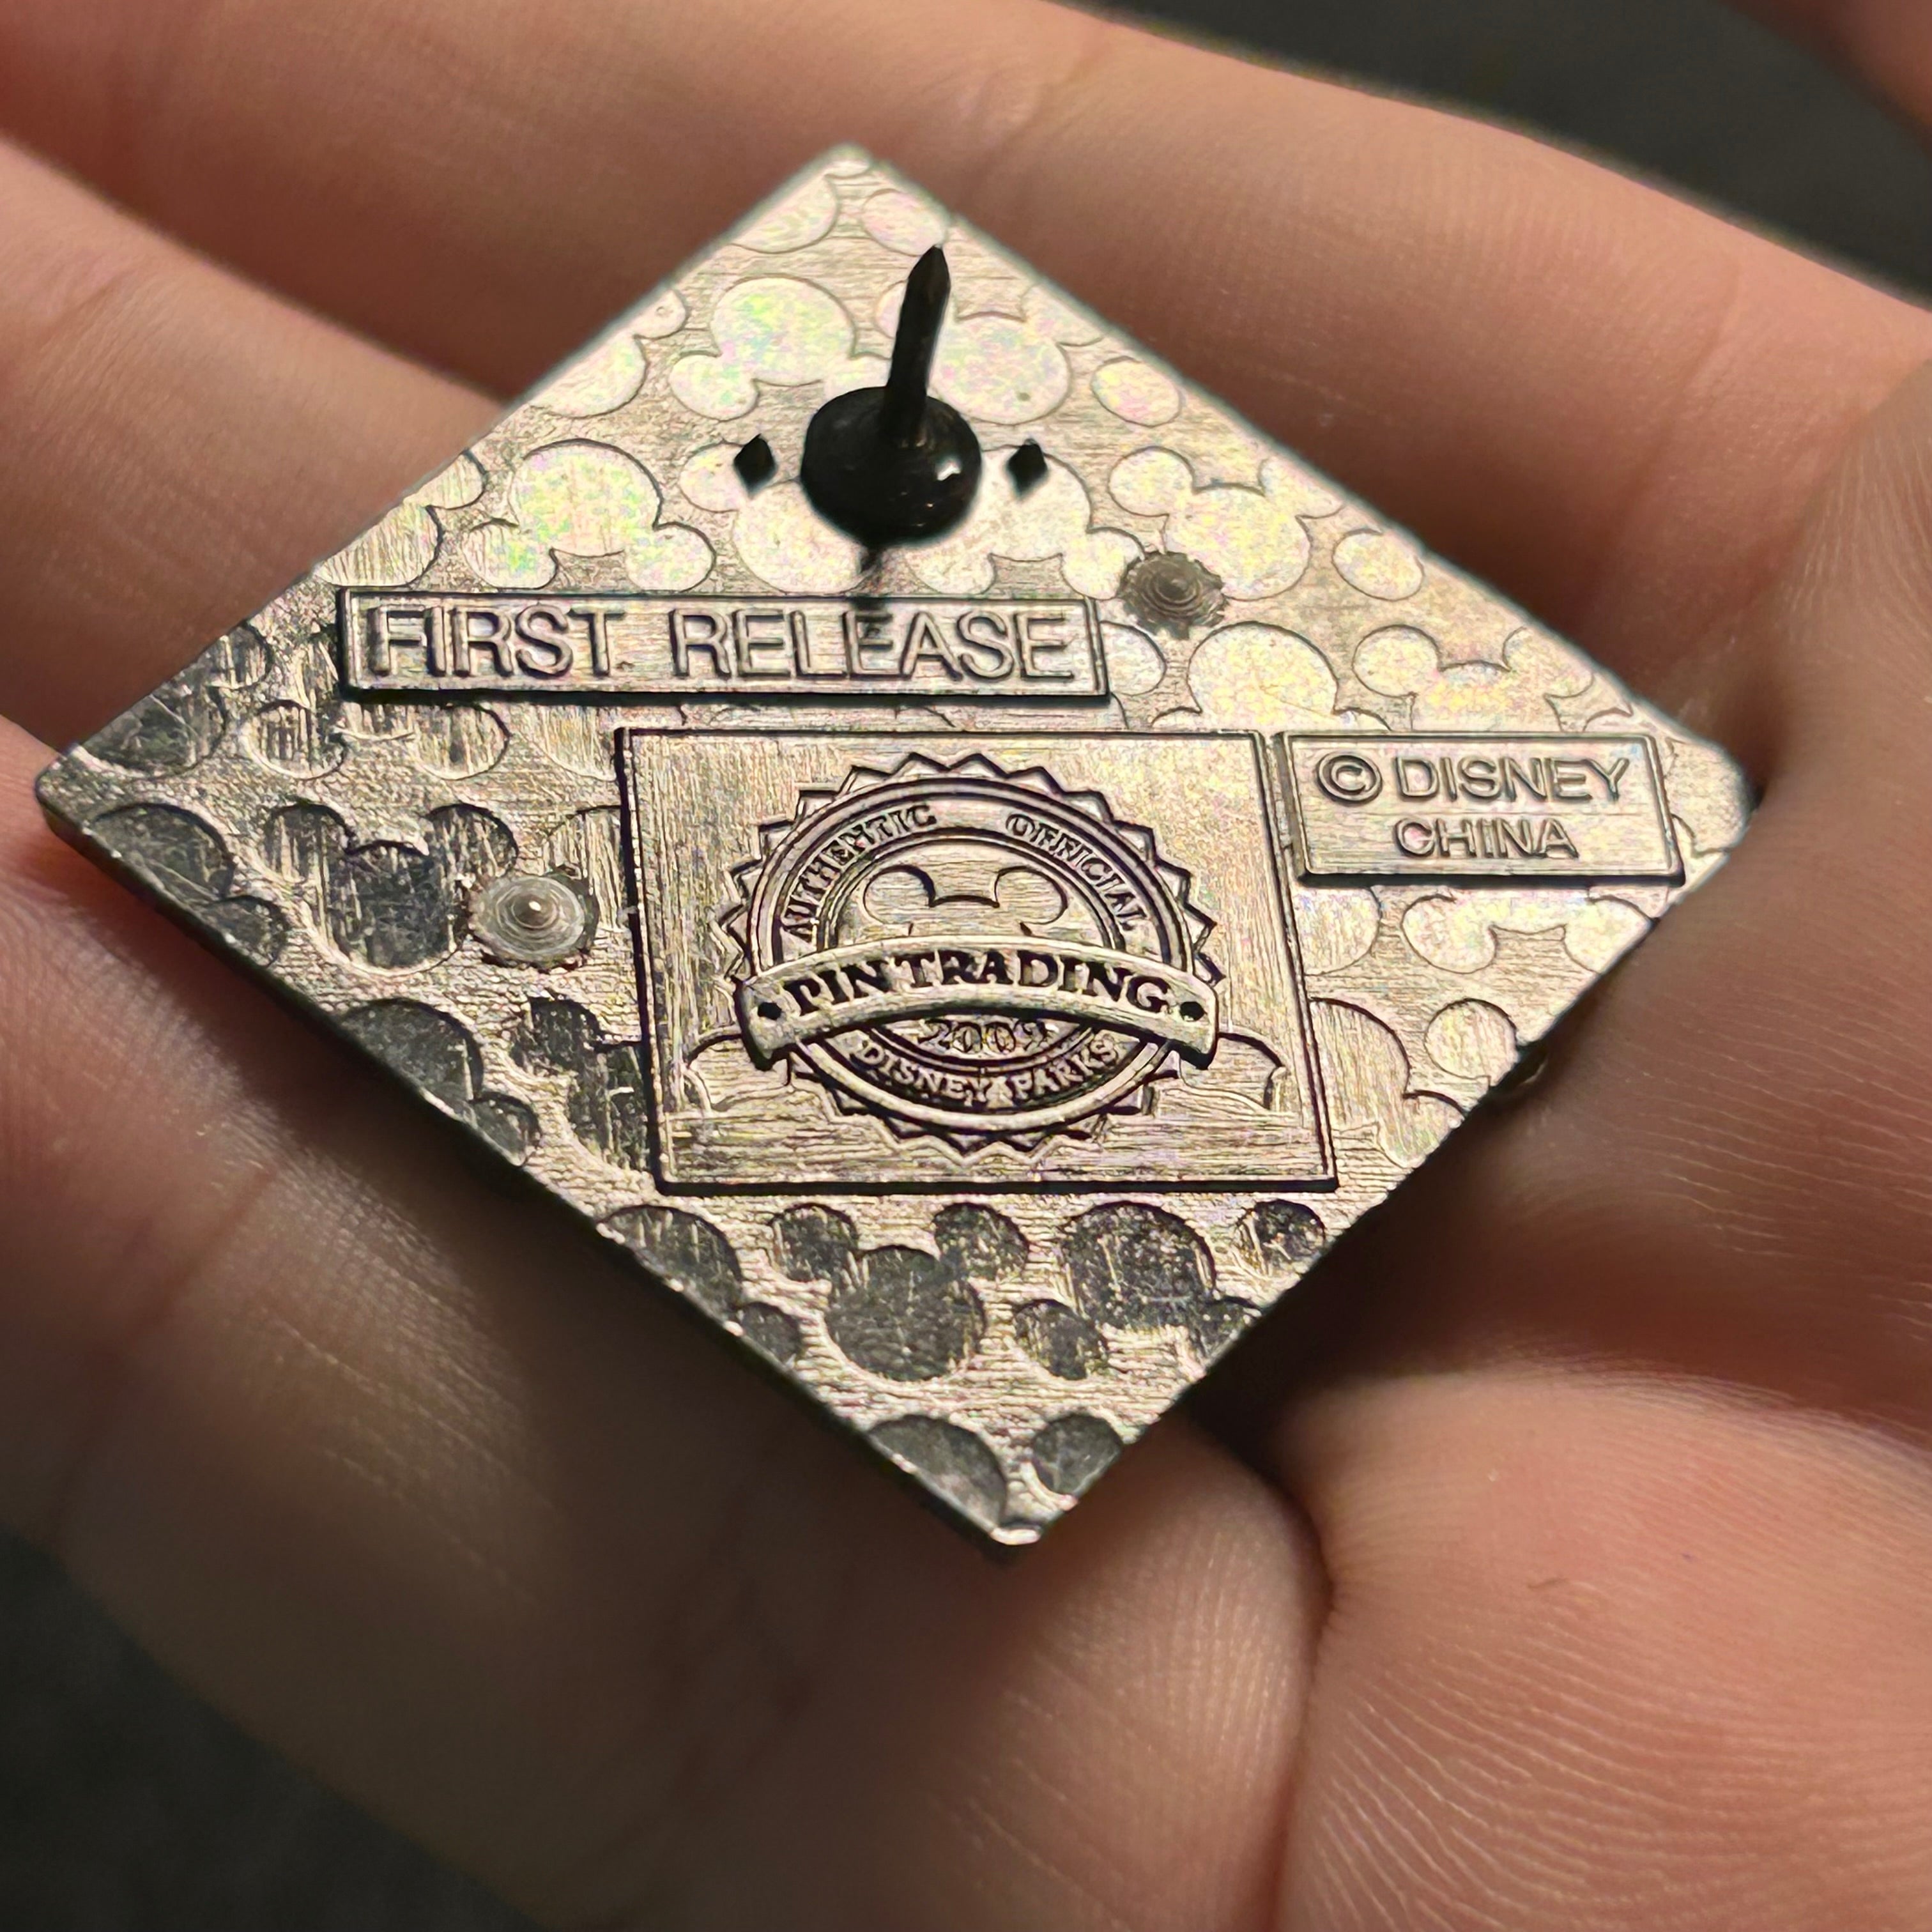 FIRST RELEASE
© DISNEY
CHINA
AUTHENTIC OFFICIAL
PIN TRADING
2009
DISNEY PARKS